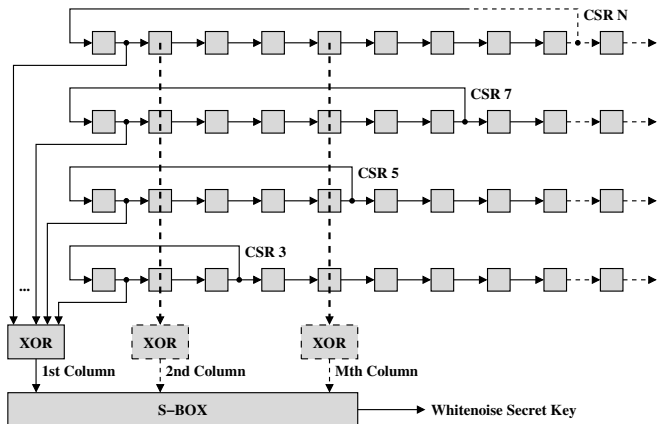 CSR N
CSR 7
CSR 5
CSR 3
...
XOR
XOR
XOR
1st Column
2nd Column
Mth Column
S-BOX
Whitenoise Secret Key